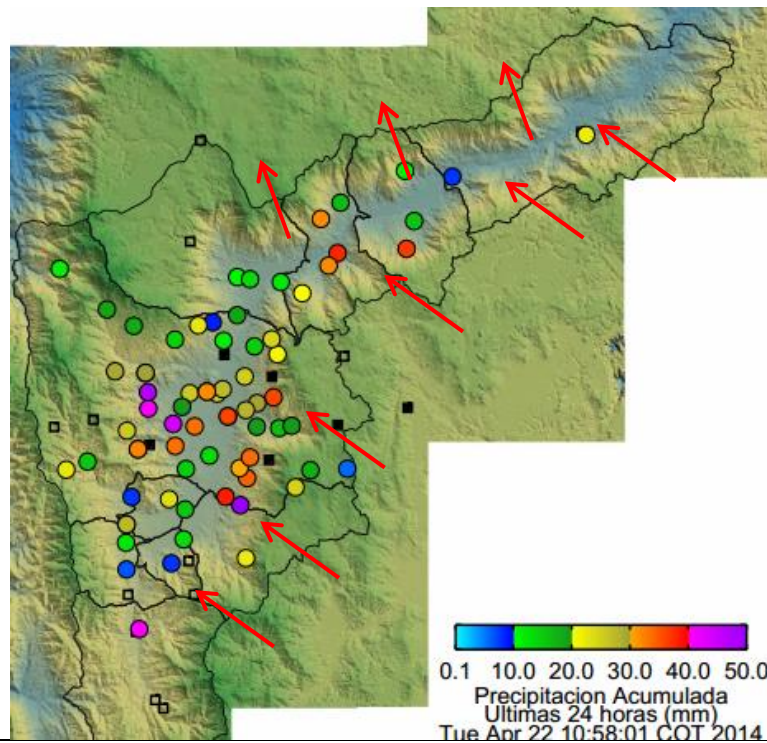 0.1 10.0 20.0 30.0 40.0 50.0
Precipitacion Acumulada
Ultimas 24 horas (mm)
Tue Apr 22 10:58:01 COT 2014